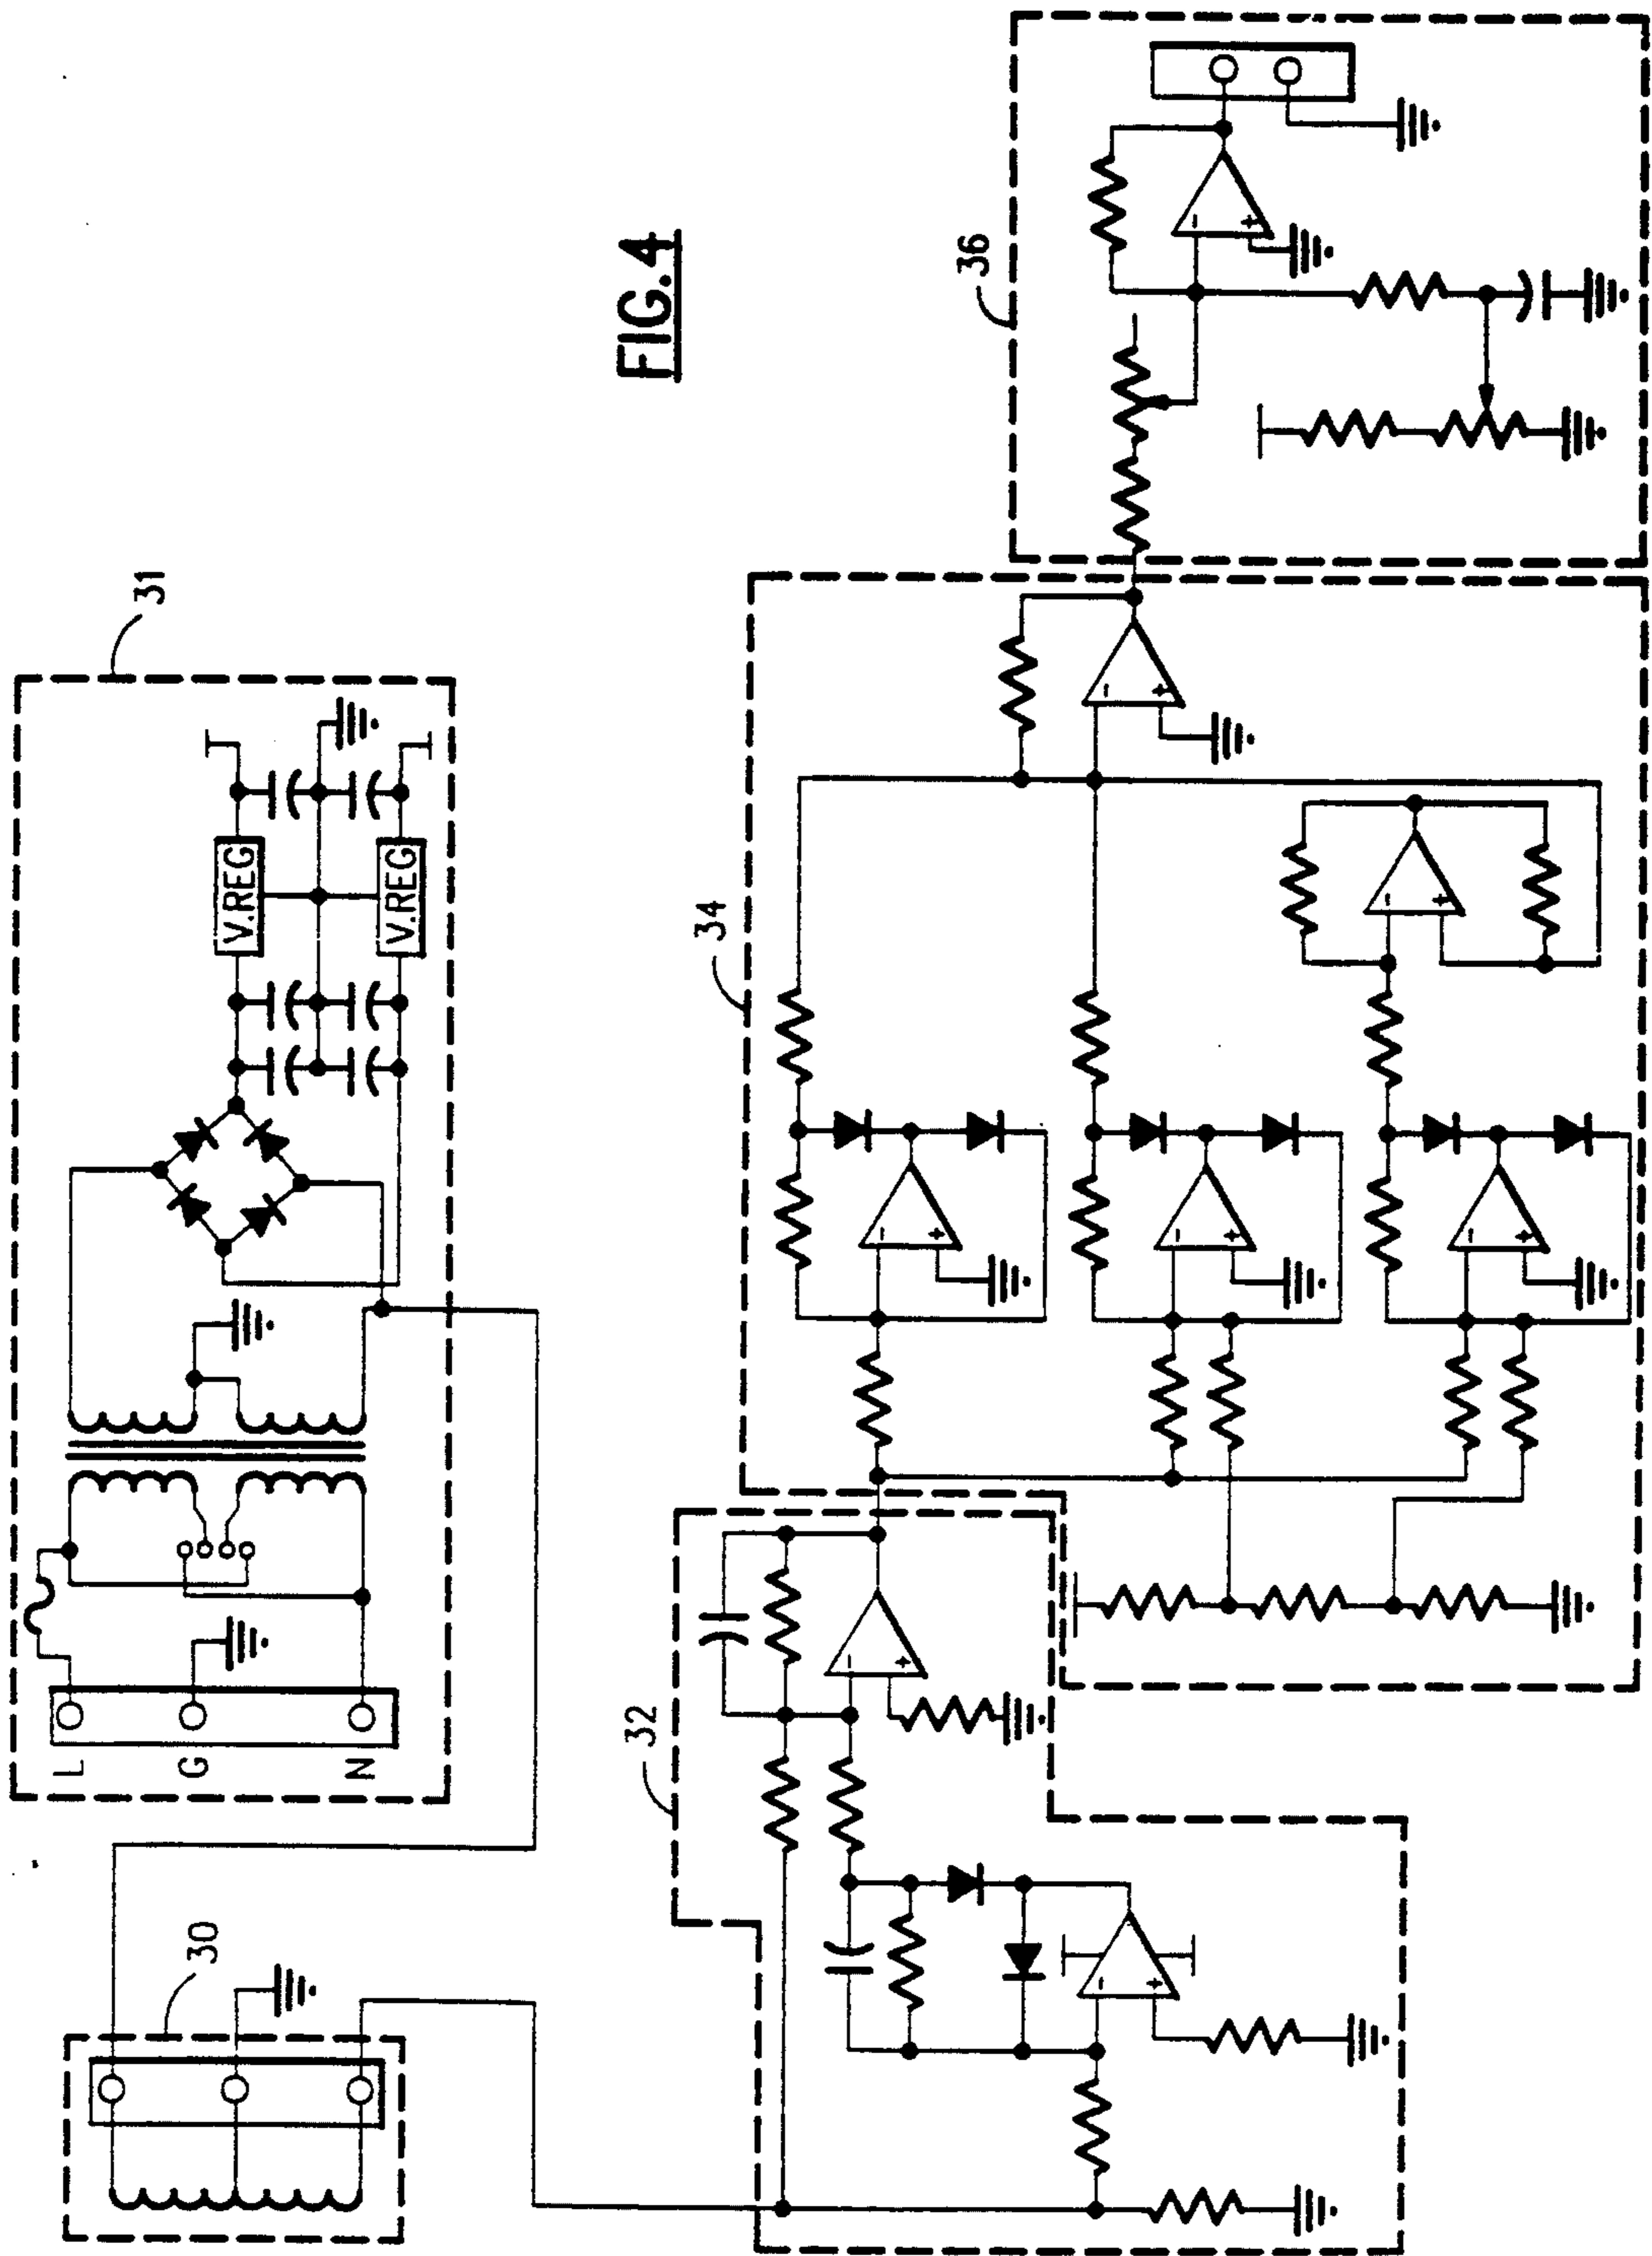 31
L
G
N
V.REG
V.REG
30
FIG.4
32
34
36
- +
- +
- +
- +
- +
- +
- +
- +